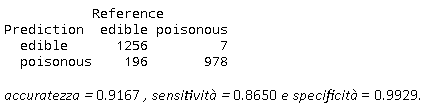 Reference
Prediction edible poisonous
edible 1256 7
poisonous 196 978
accuratezza = 0.9167 , sensitività = 0.8650 e specificità = 0.9929.